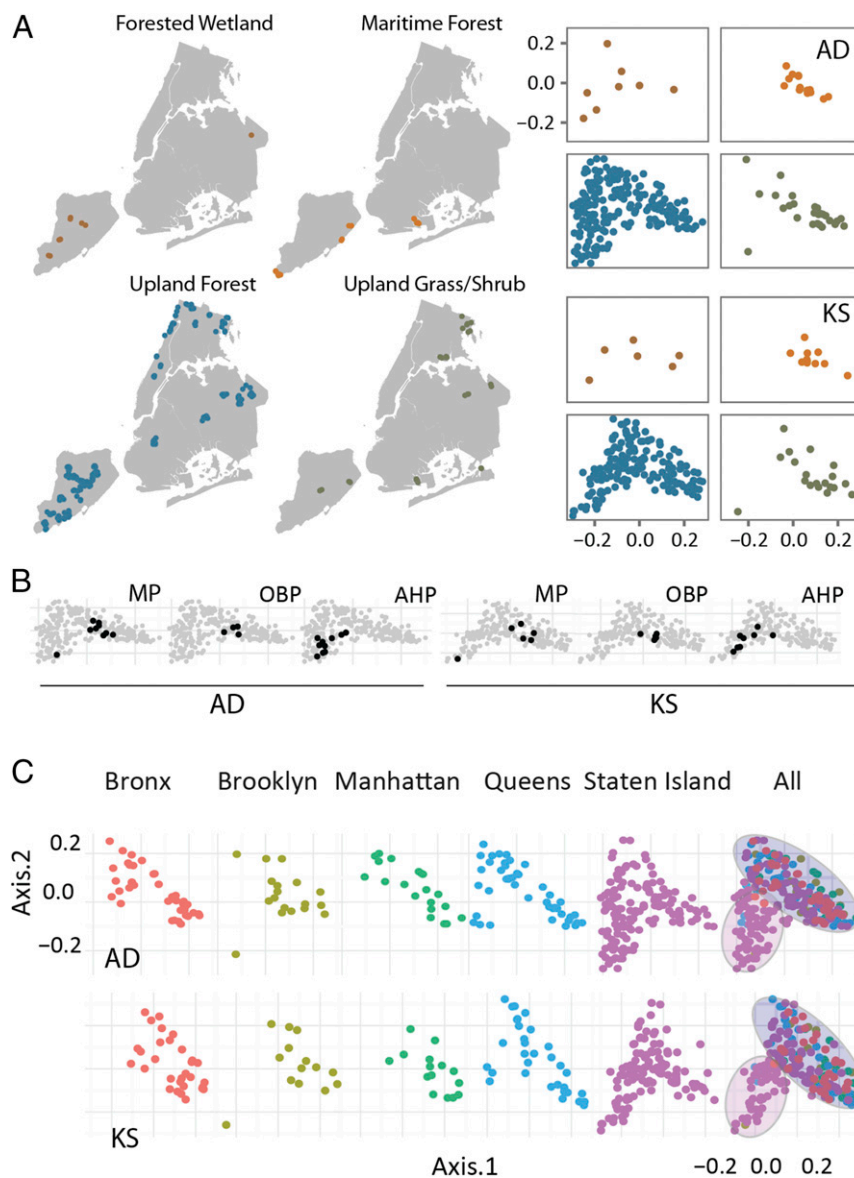 A
Forested Wetland
Maritime Forest
0.2
0.0
−0.2
AD
Upland Forest
Upland Grass/Shrub
KS
−0.2 0.0 0.2
−0.2 0.0 0.2
B
MP OBP AHP MP OBP AHP
AD KS
C
Bronx Brooklyn Manhattan Queens Staten Island All
Axis.2
0.2
0.0
−0.2
AD
KS
Axis.1
−0.2 0.0 0.2